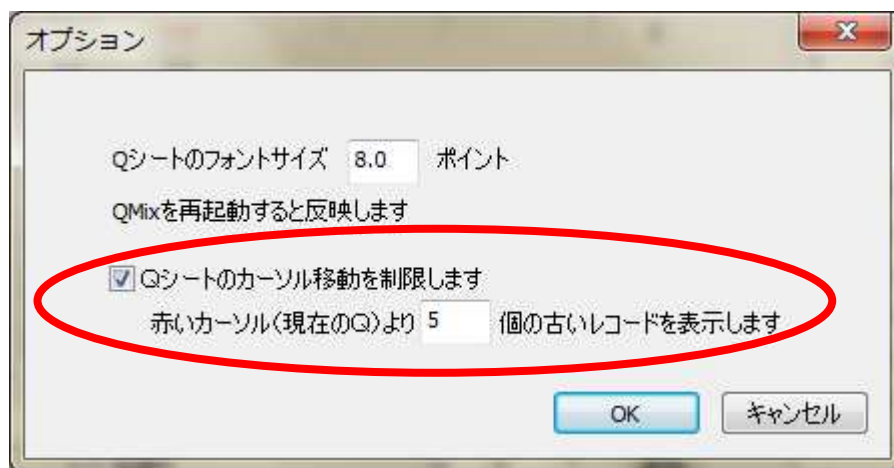 オプション
Qシートのフォントサイズ 8.0 ポイント
QMixを再起動すると反映します
Qシートのカーソル移動を制限します
赤いカーソル(現在のQ)より 5 個の古いレコードを表示します
OK キャンセル